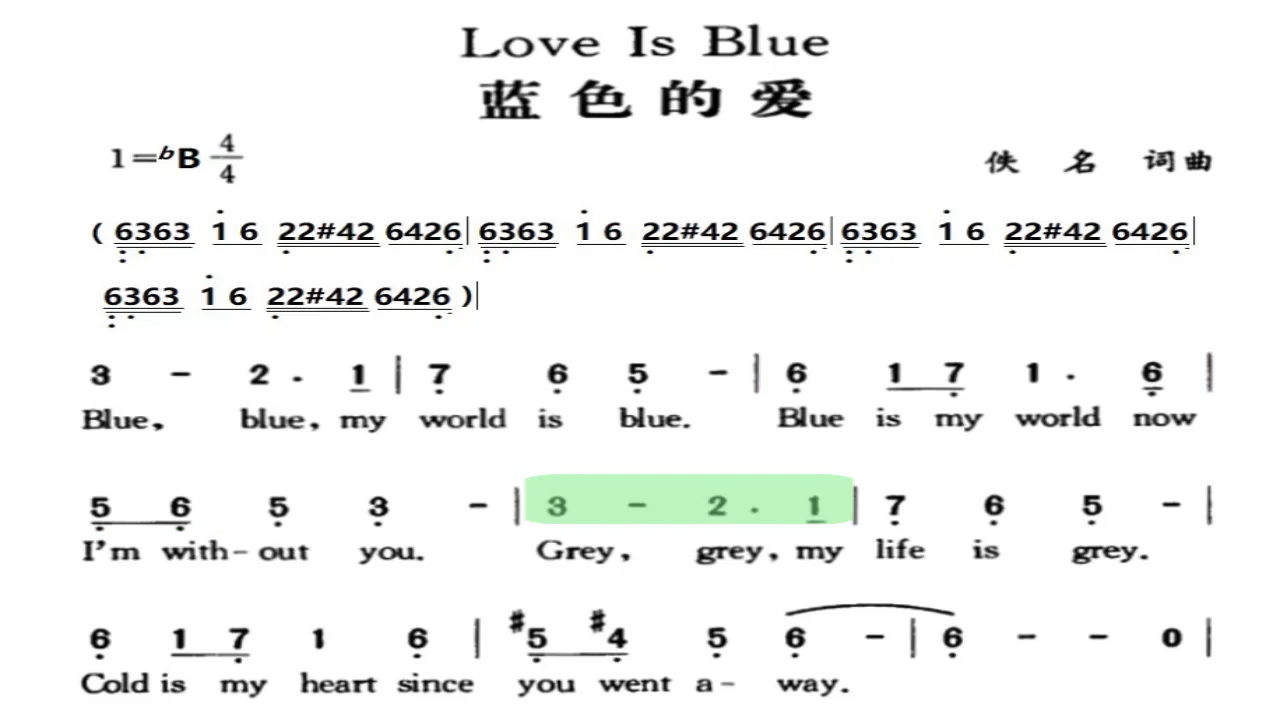 Love Is Blue
蓝色的爱
1=ᵇB 4/4 佚名 词曲
( 6363 1 6 22#42 6426| 6363 1 6 22#42 6426| 6363 1 6 22#42 6426|
6363 1 6 22#42 6426 )|
3 - 2 . 1 | 7 6 5 - | 6 1 7 1 . 6 |
Blue, blue, my world is blue. Blue is my world now
5 6 5 3 - | 3 - 2 . 1 | 7 6 5 - |
I'm with- out you. Grey, grey, my life is grey.
6 1 7 1 6 | #5 #4 5 6 - | 6 - - 0 |
Cold is my heart since you went a- way.